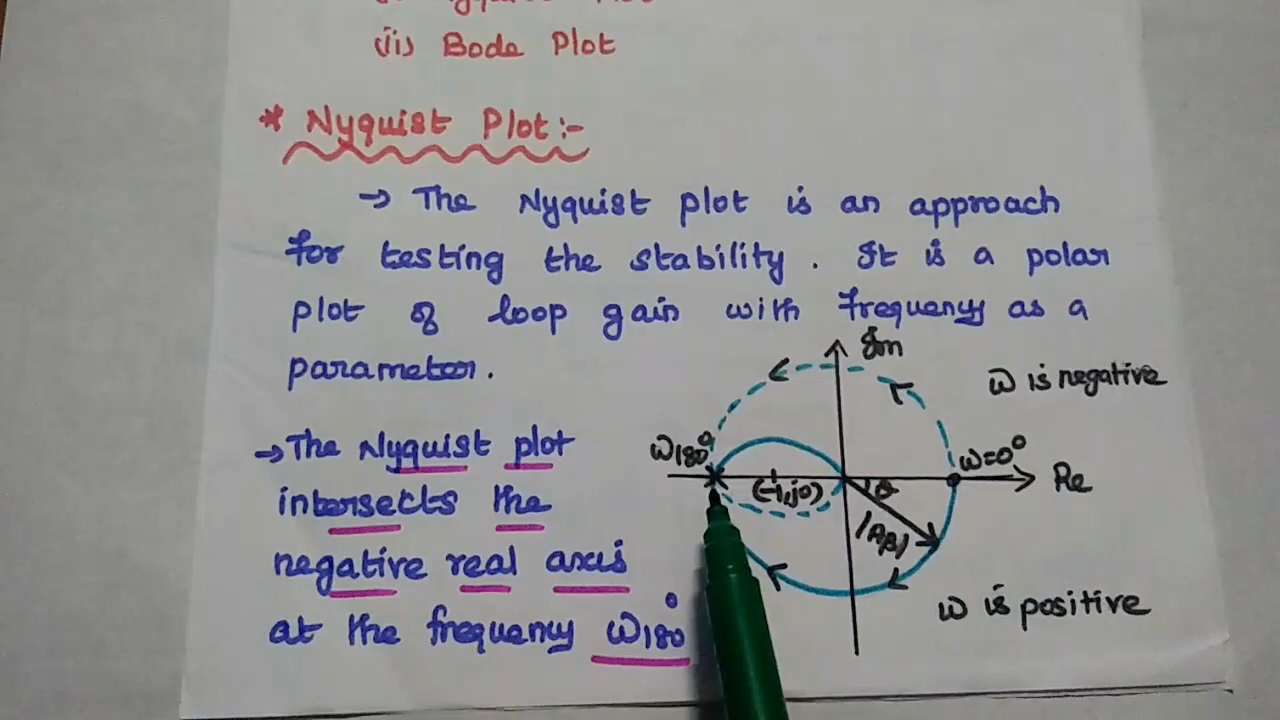 (ii) Bode Plot
* Nyquist Plot:-
→ The Nyquist plot is an approach
for testing the stability. It is a polar
plot of loop gain with frequency as a
parameter.
→ The Nyquist plot
intersects the
negative real axis
at the frequency ω180°
Im
ω is negative
ω180°
(-1,j0)
ω=0°
Re
θ
|Aβ|
ω is positive